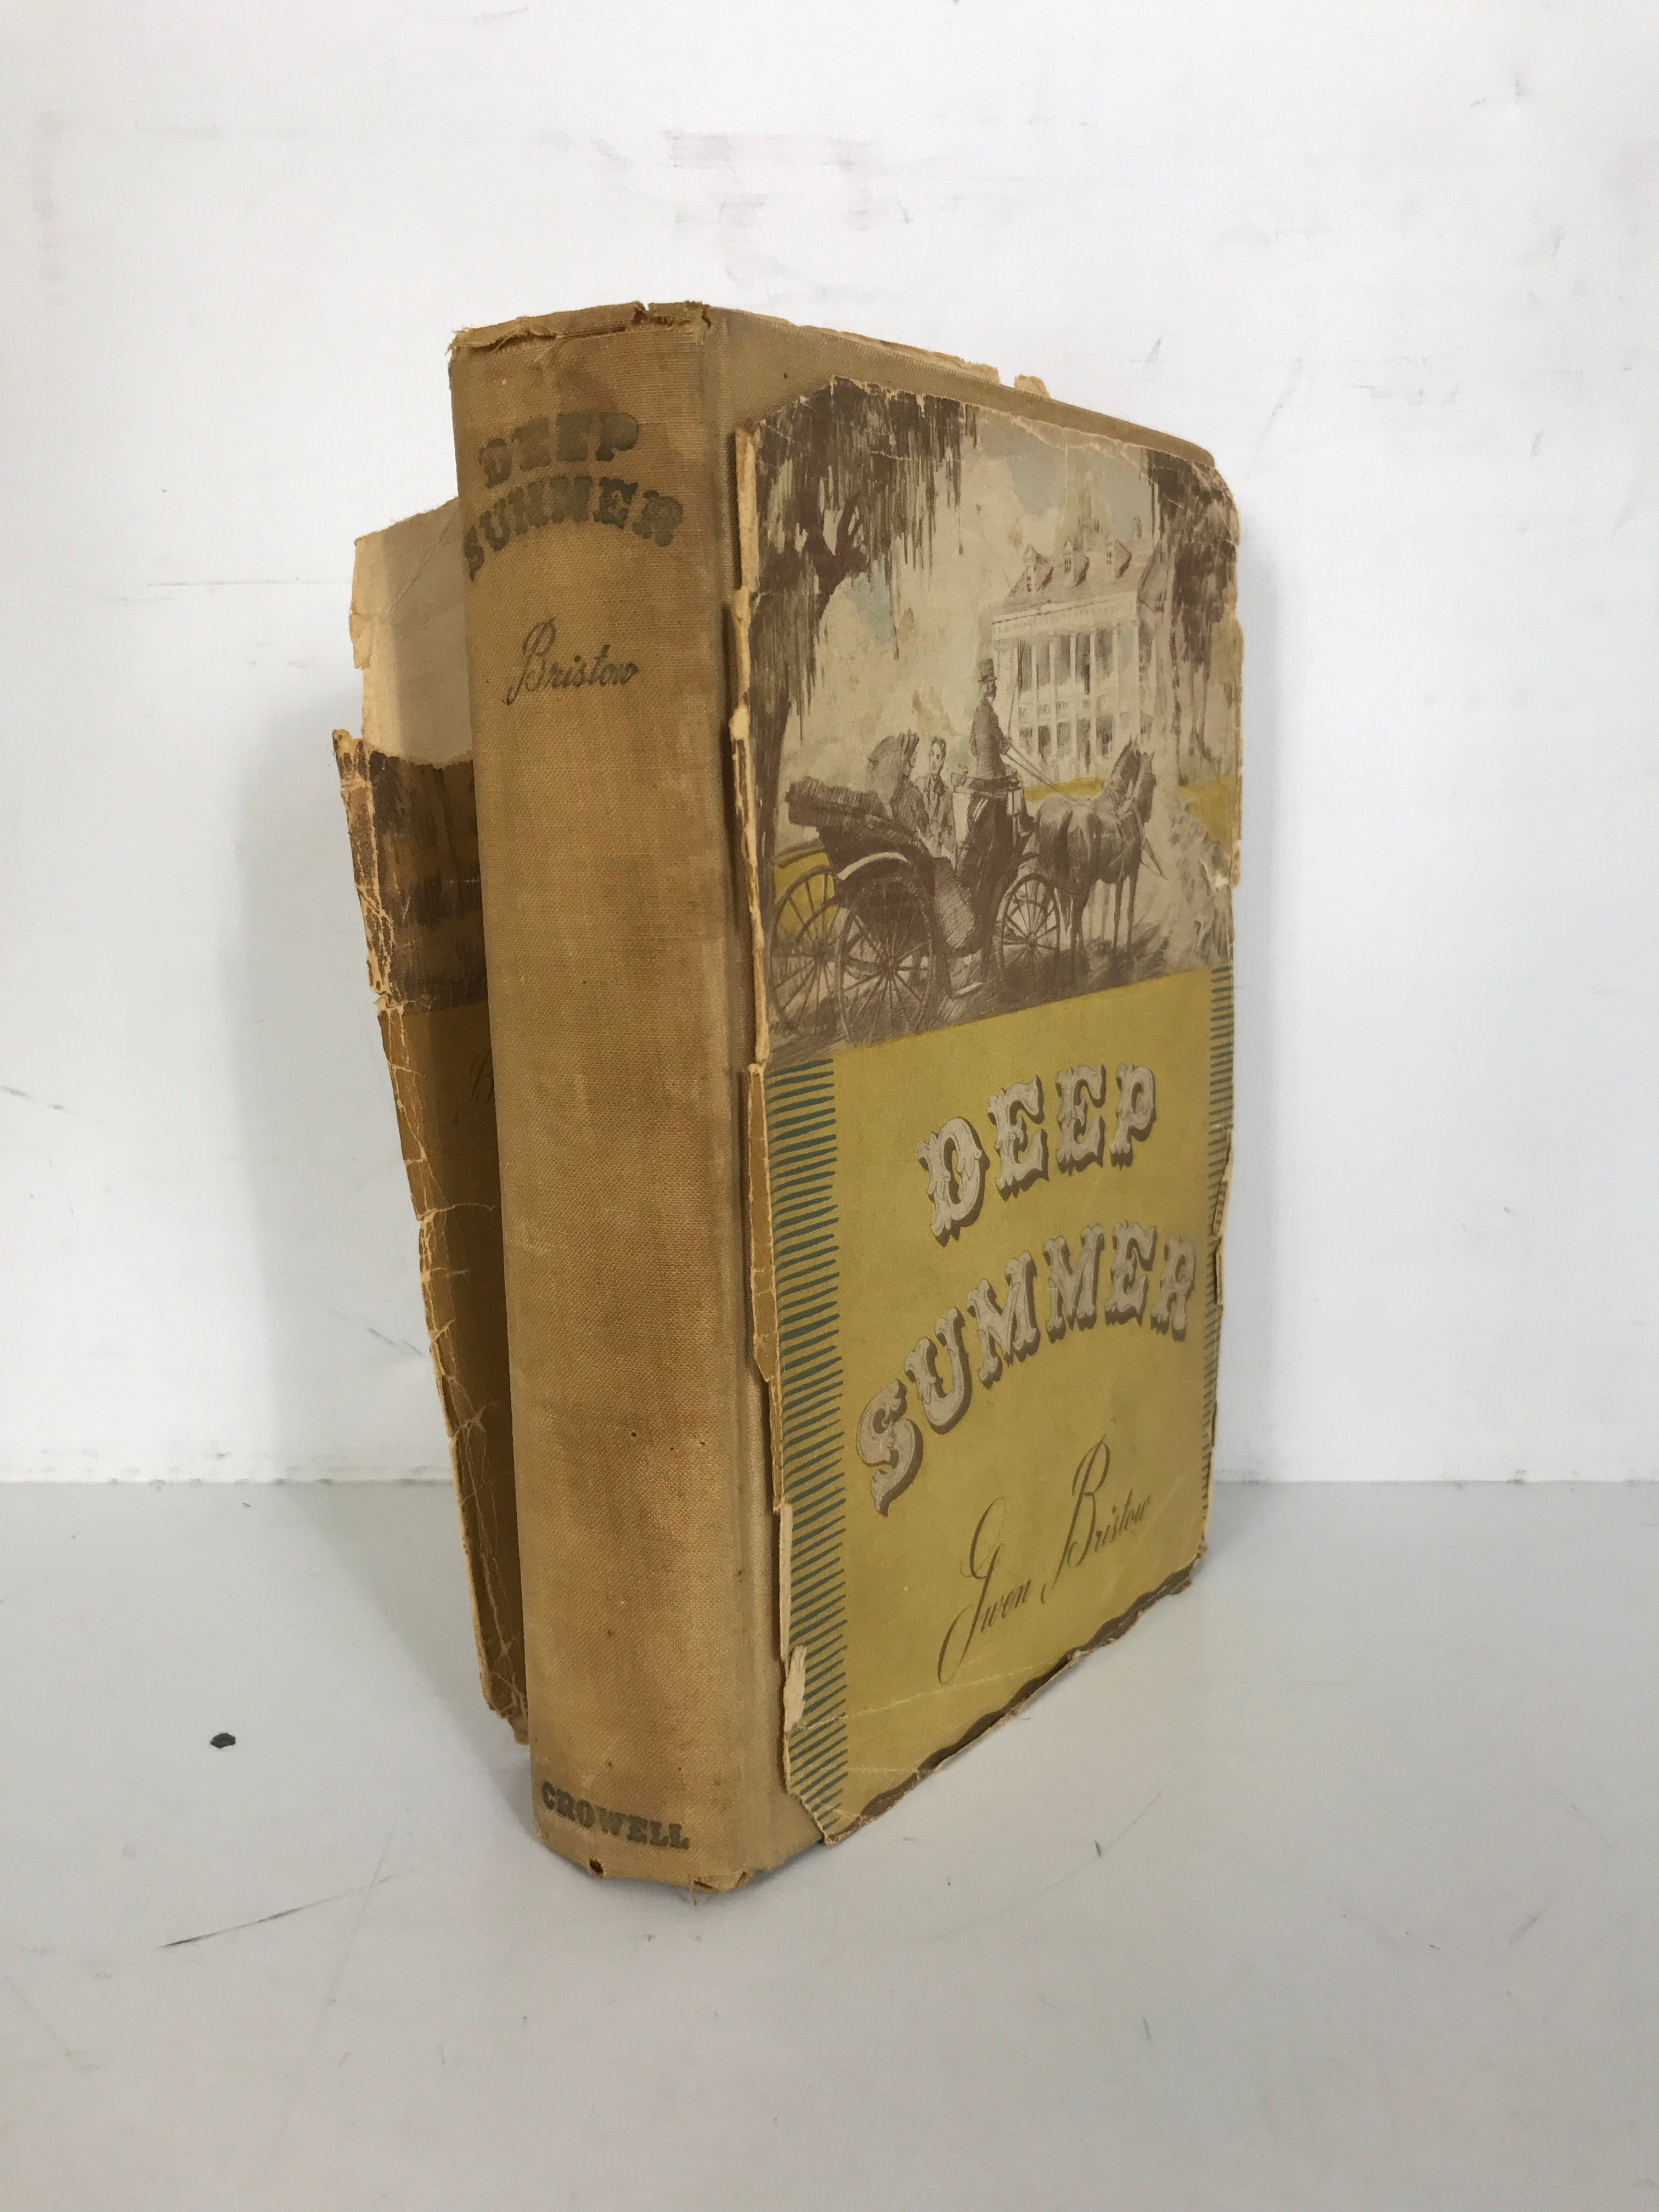 DEEP
SUMMER
Bristow
CROWELL
DEEP
SUMMER
Gwen Bristow